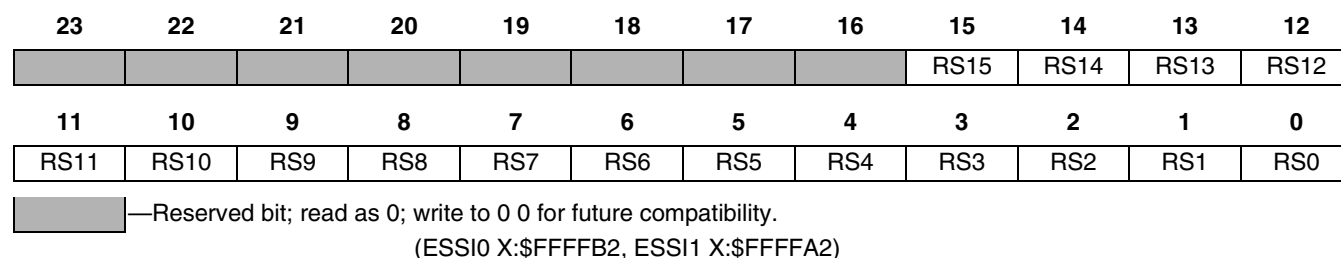 23 22 21 20 19 18 17 16 15 14 13 12
RS15 RS14 RS13 RS12
11 10 9 8 7 6 5 4 3 2 1 0
RS11 RS10 RS9 RS8 RS7 RS6 RS5 RS4 RS3 RS2 RS1 RS0
—Reserved bit; read as 0; write to 0 0 for future compatibility.
(ESSI0 X:$FFFFB2, ESSI1 X:$FFFFA2)